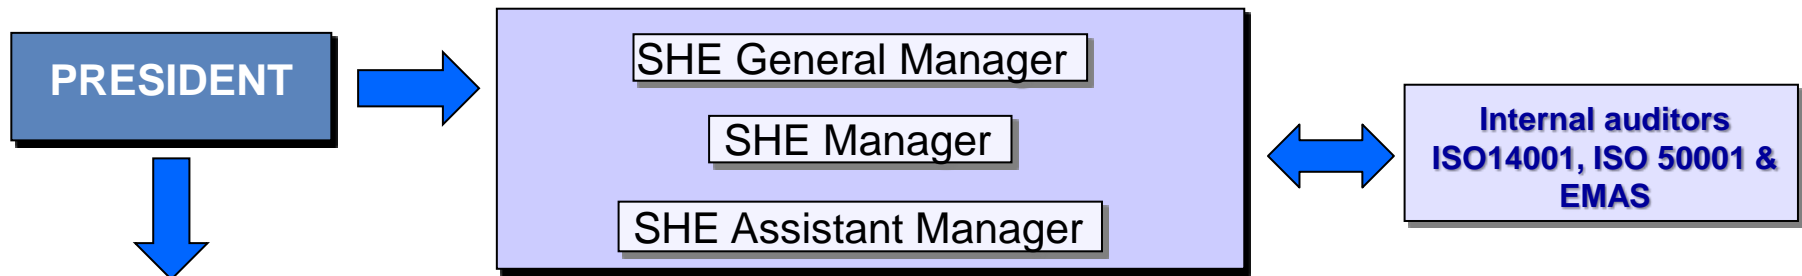 PRESIDENT
SHE General Manager
SHE Manager
SHE Assistant Manager
Internal auditors
ISO14001, ISO 50001 &
EMAS